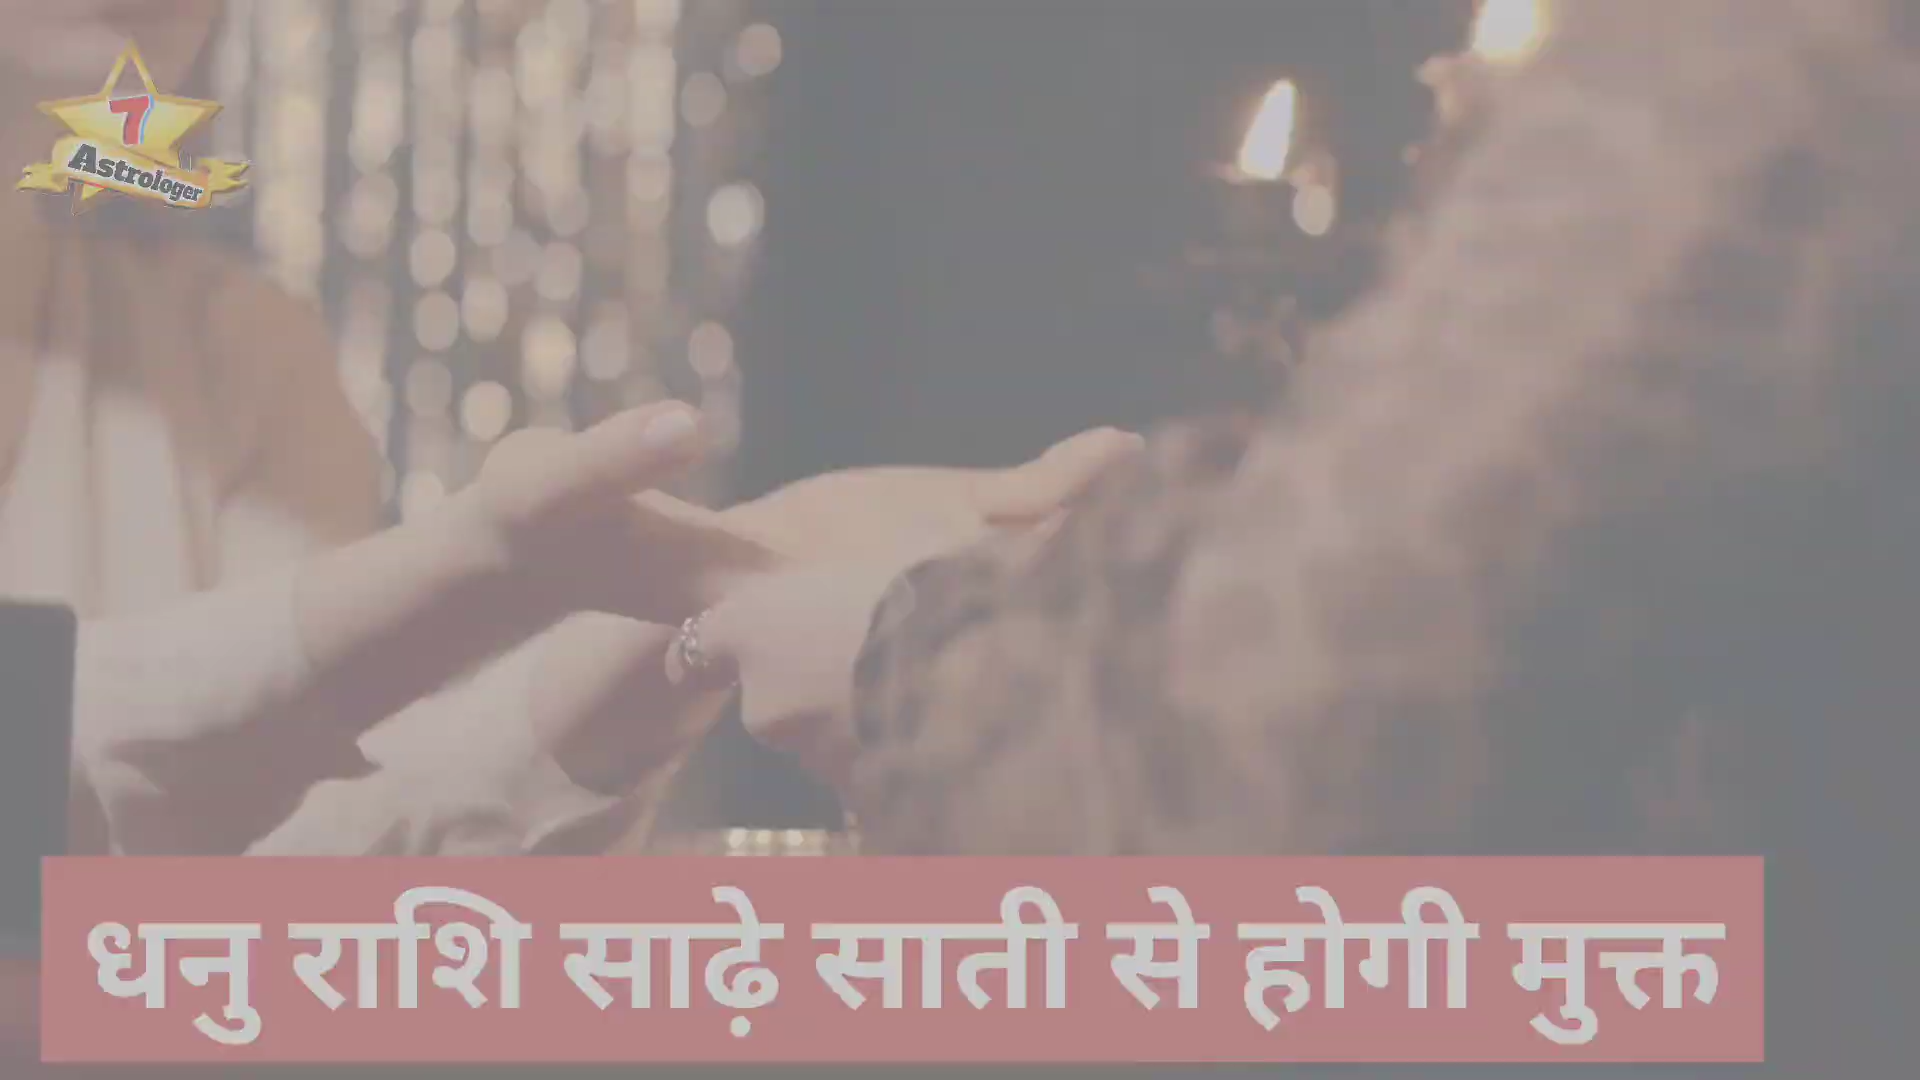 7
Astrologer
धनु राशि साढ़े साती से होगी मुक्त